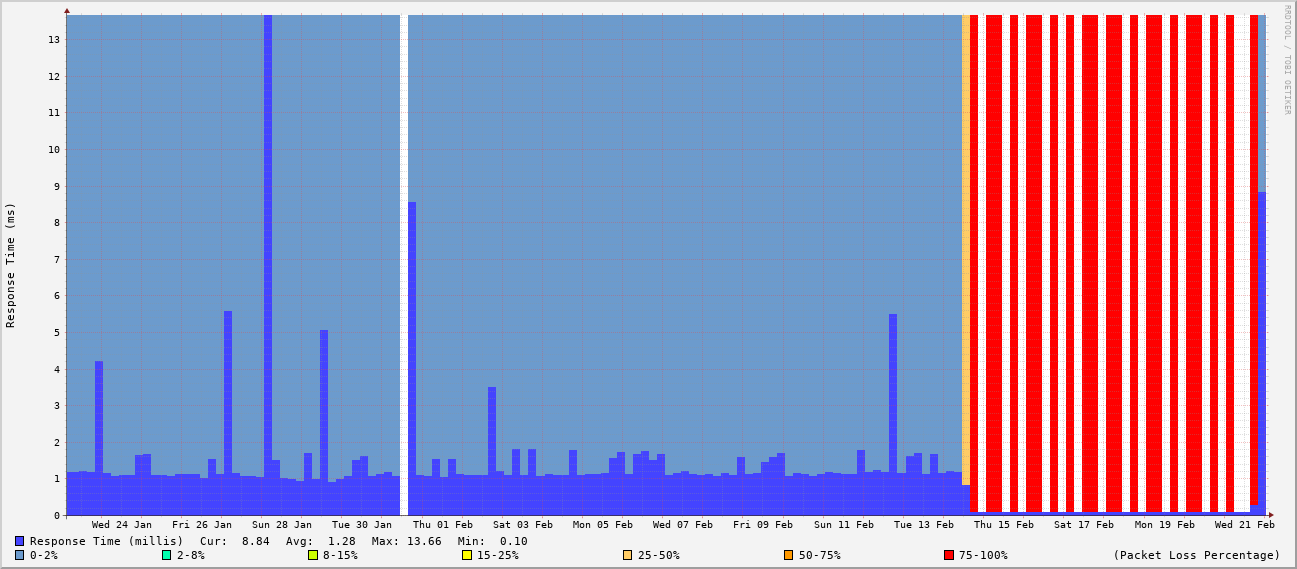 RRDTOOL / TOBI OETIKER
Response Time (ms)
13
12
11
10
9
8
7
6
5
4
3
2
1
0
Wed 24 Jan Fri 26 Jan Sun 28 Jan Tue 30 Jan Thu 01 Feb Sat 03 Feb Mon 05 Feb Wed 07 Feb Fri 09 Feb Sun 11 Feb Tue 13 Feb Thu 15 Feb Sat 17 Feb Mon 19 Feb Wed 21 Feb
Response Time (millis) Cur: 8.84 Avg: 1.28 Max: 13.66 Min: 0.10
0-2% 2-8% 8-15% 15-25% 25-50% 50-75% 75-100% (Packet Loss Percentage)